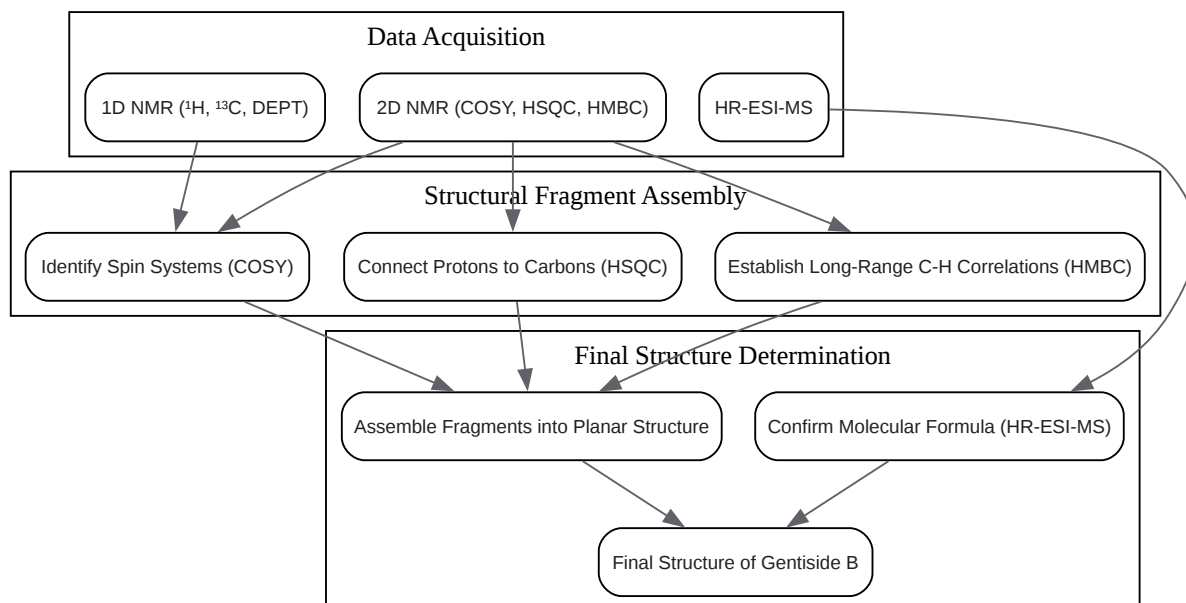 Data Acquisition
1D NMR (¹H, ¹³C, DEPT)
2D NMR (COSY, HSQC, HMBC)
HR-ESI-MS
Structural Fragment Assembly
Identify Spin Systems (COSY)
Connect Protons to Carbons (HSQC)
Establish Long-Range C-H Correlations (HMBC)
Final Structure Determination
Assemble Fragments into Planar Structure
Confirm Molecular Formula (HR-ESI-MS)
Final Structure of Gentiside B